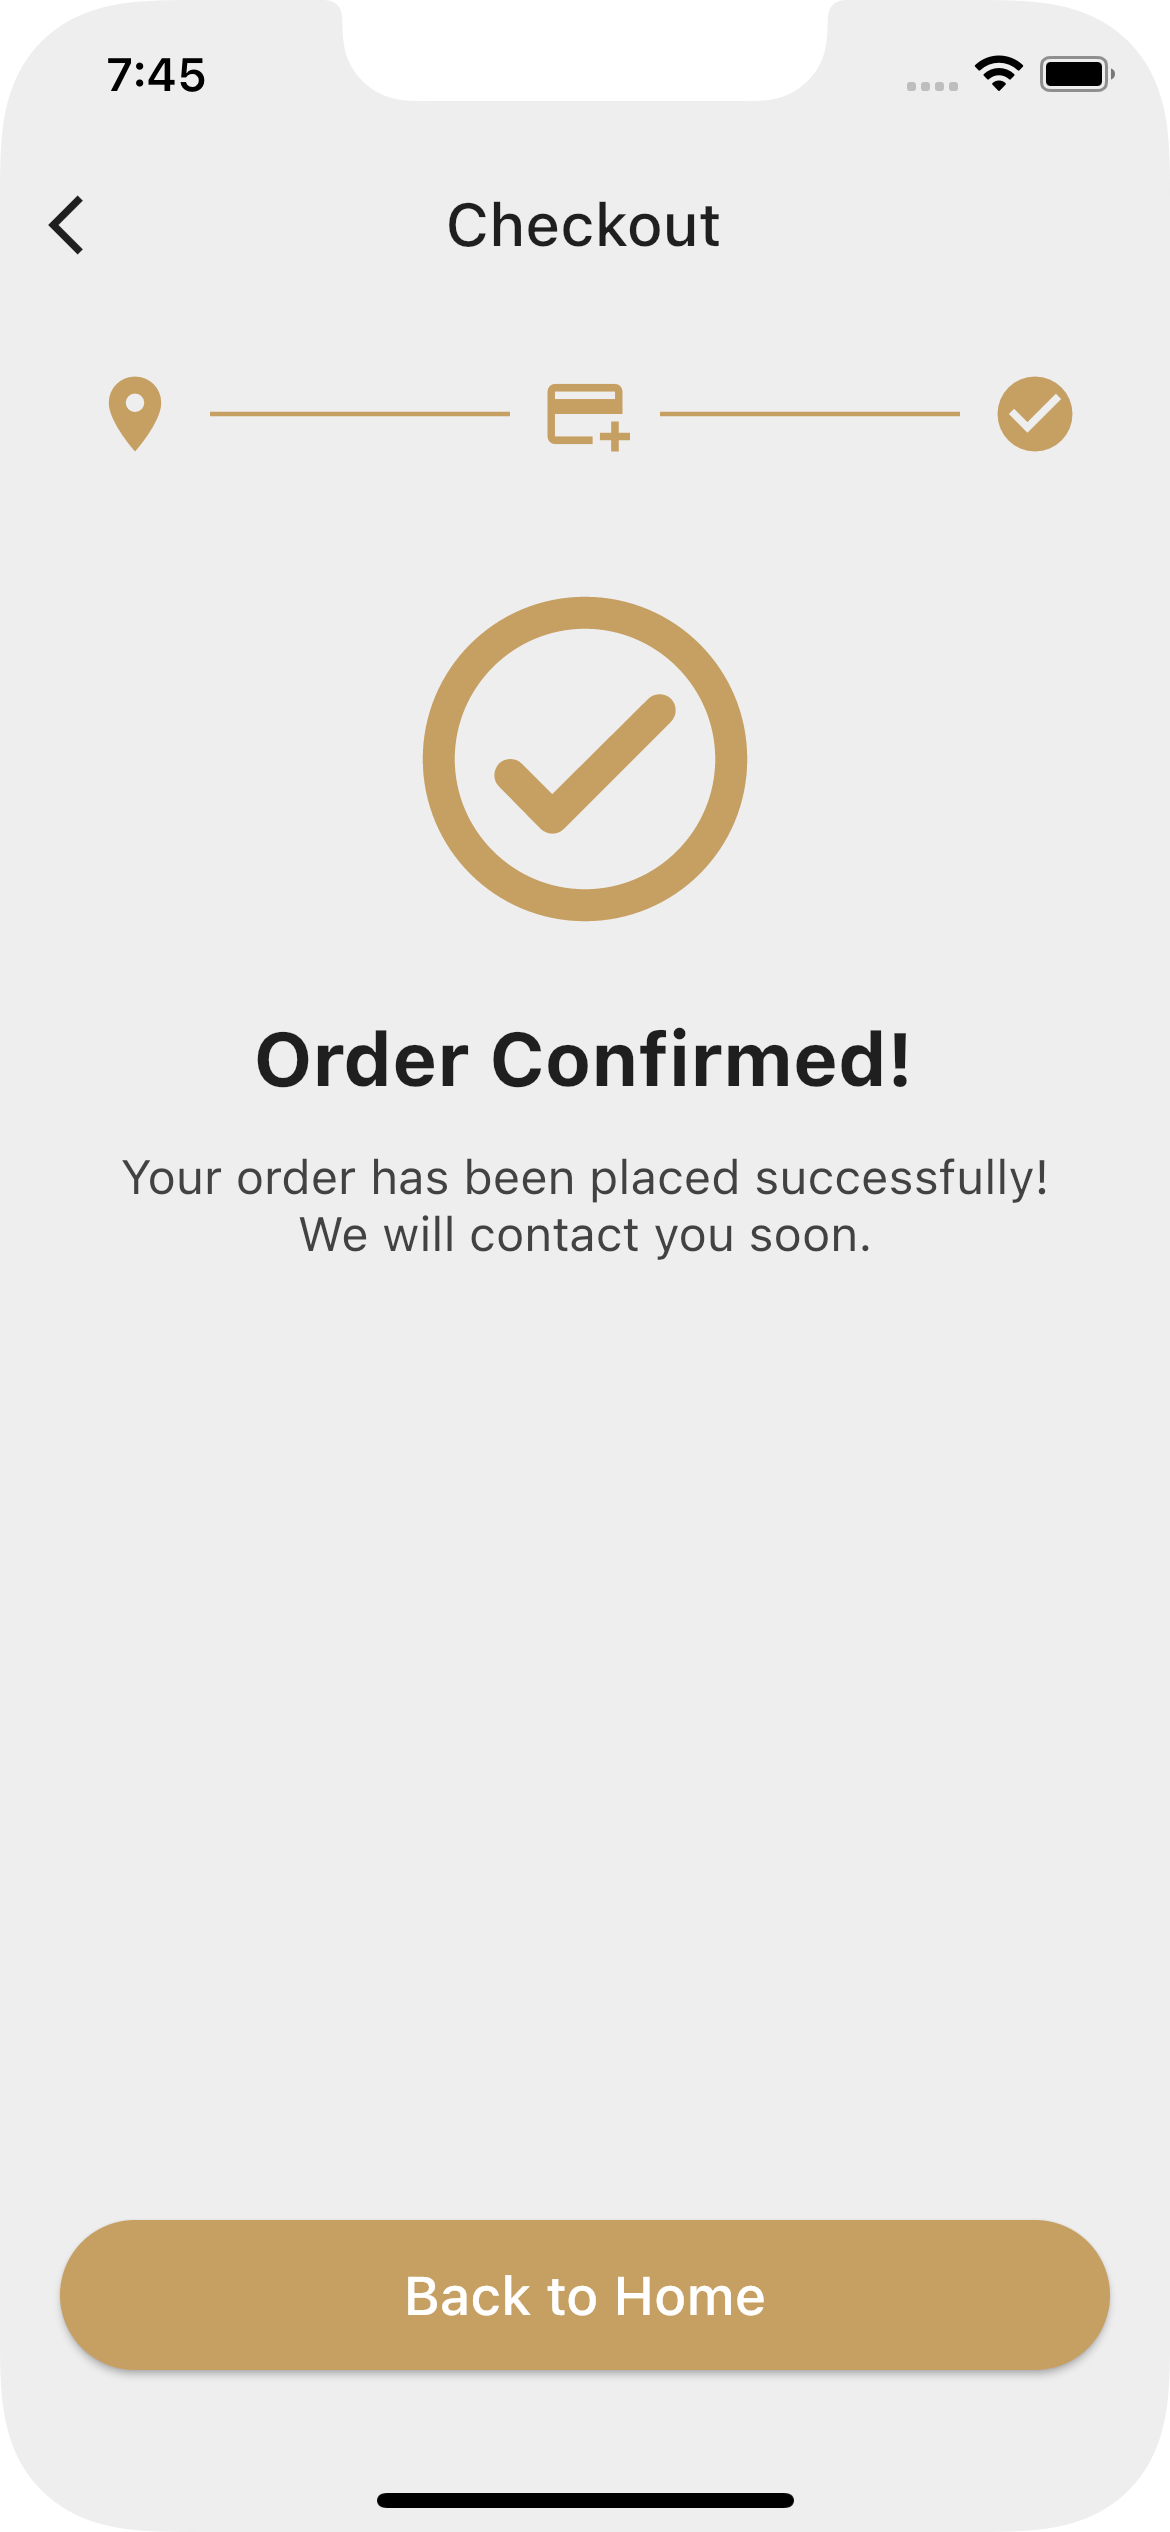 7:45
Checkout
Order Confirmed!
Your order has been placed successfully!
We will contact you soon.
Back to Home